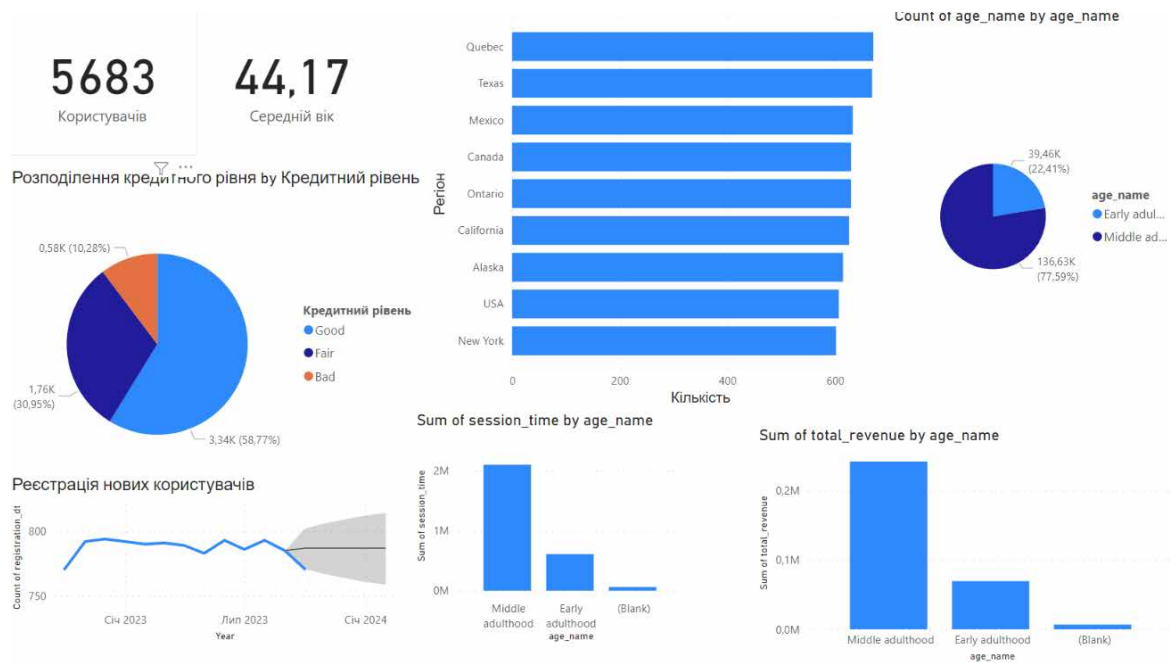 5683
Користувачів
44,17
Середній вік
Розподілення кредитного рівня by Кредитний рівень
0,58K (10,28%)
1,76K
(30,95%)
3,34K (58,77%)
Кредитний рівень
Good
Fair
Bad
Регіон
Quebec
Texas
Mexico
Canada
Ontario
California
Alaska
USA
New York
0
200
400
600
Кількість
Count of age_name by age_name
39,46K
(22,41%)
136,63K
(77,59%)
age_name
Early adul...
Middle ad...
Реєстрація нових користувачів
Count of registration_dt
800
750
Січ 2023
Лип 2023
Січ 2024
Year
Sum of session_time by age_name
Sum of session_time
2M
1M
0M
Middle
adulthood
Early
adulthood
(Blank)
age_name
Sum of total_revenue by age_name
Sum of total_revenue
0,2M
0,1M
0,0M
Middle adulthood
Early adulthood
(Blank)
age_name